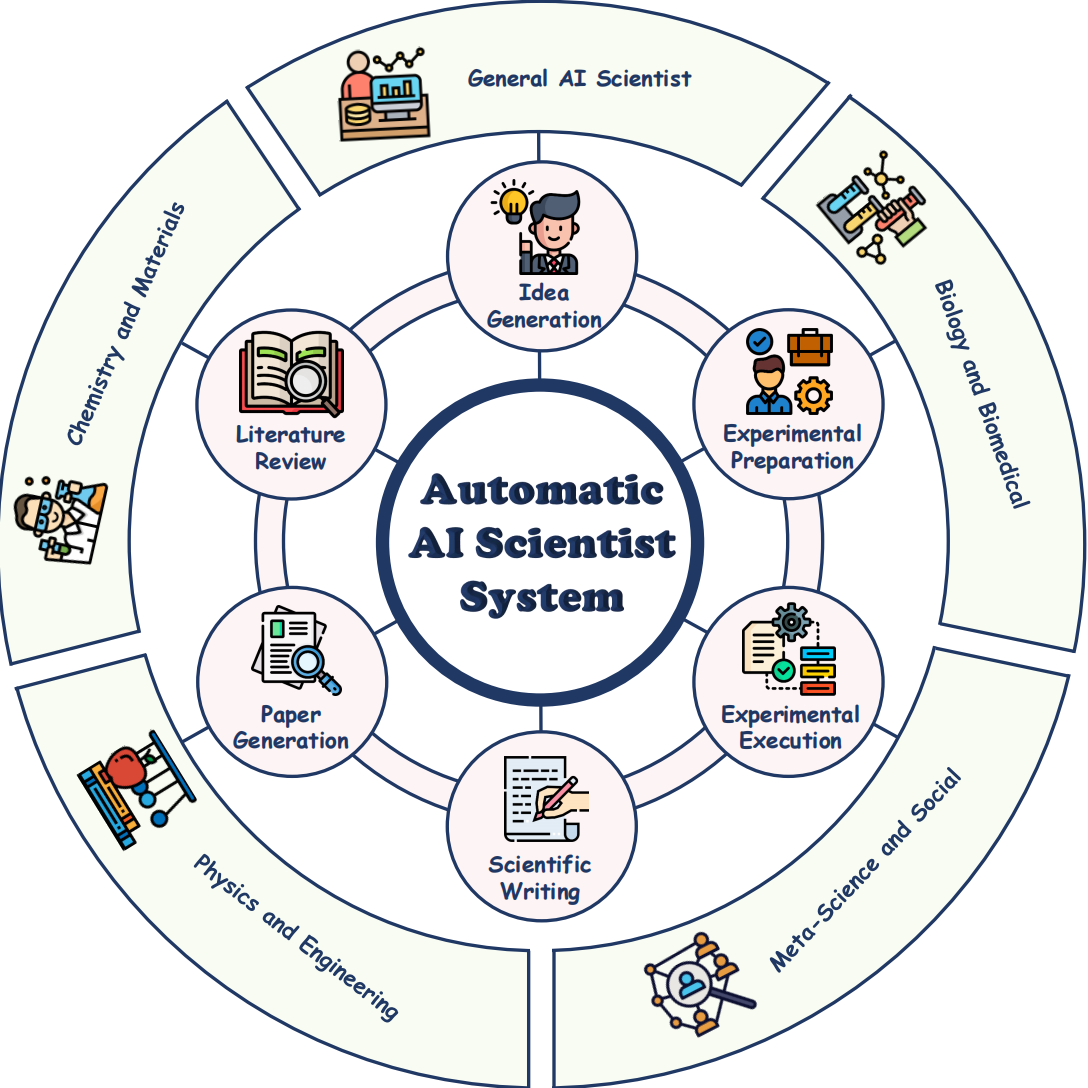 General AI Scientist
Biology and Biomedical
Meta-Science and Social
Physics and Engineering
Chemistry and Materials
Idea
Generation
Experimental
Preparation
Experimental
Execution
Scientific
Writing
Paper
Generation
Literature
Review
Automatic
AI Scientist
System